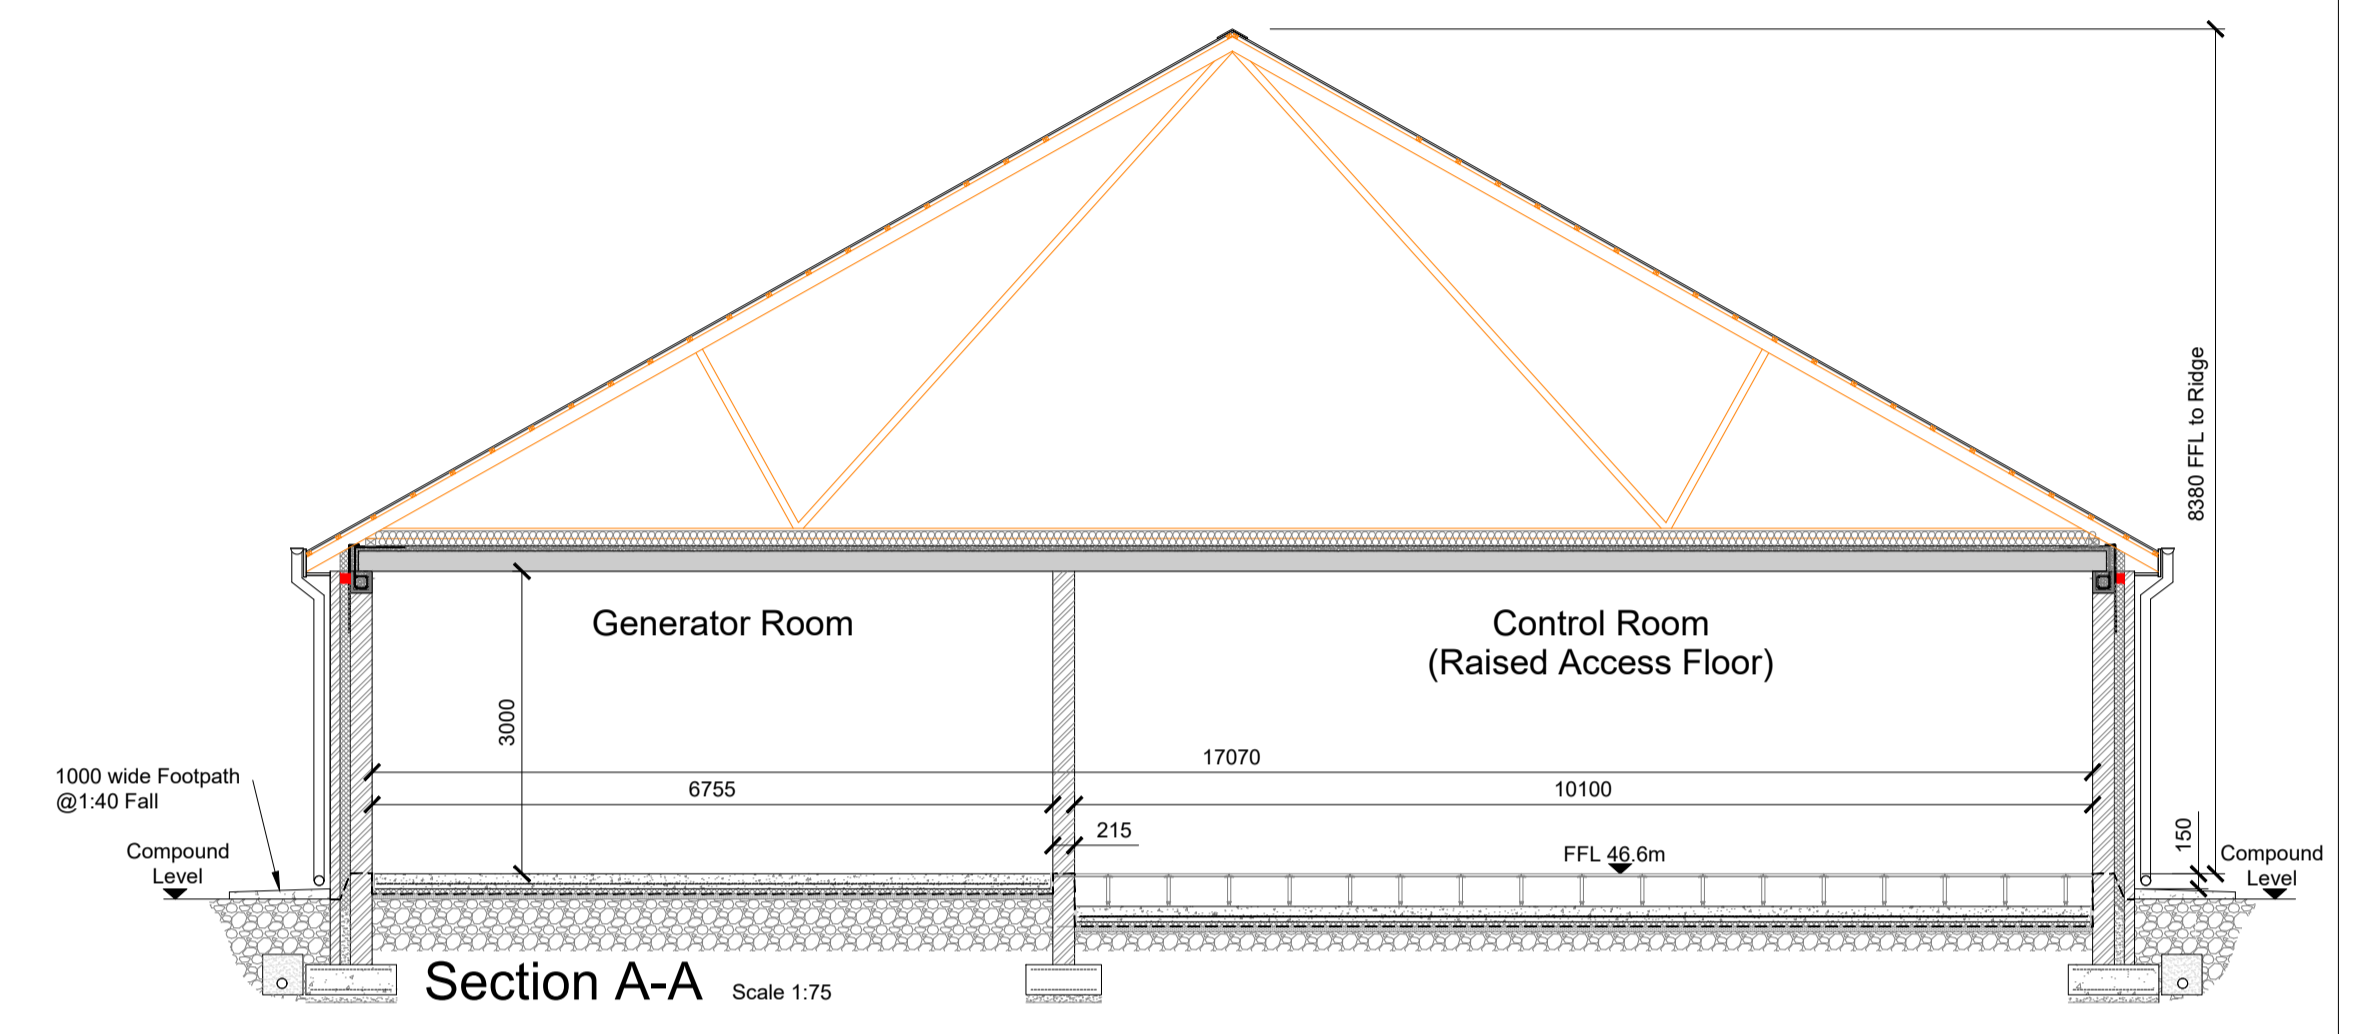 8380 FFL to Ridge
Generator Room
Control Room
(Raised Access Floor)
3000
17070
6755
10100
215
150
1000 wide Footpath
@1:40 Fall
Compound
Level
FFL 46.6m
Compound
Level
Section A-A
Scale 1:75